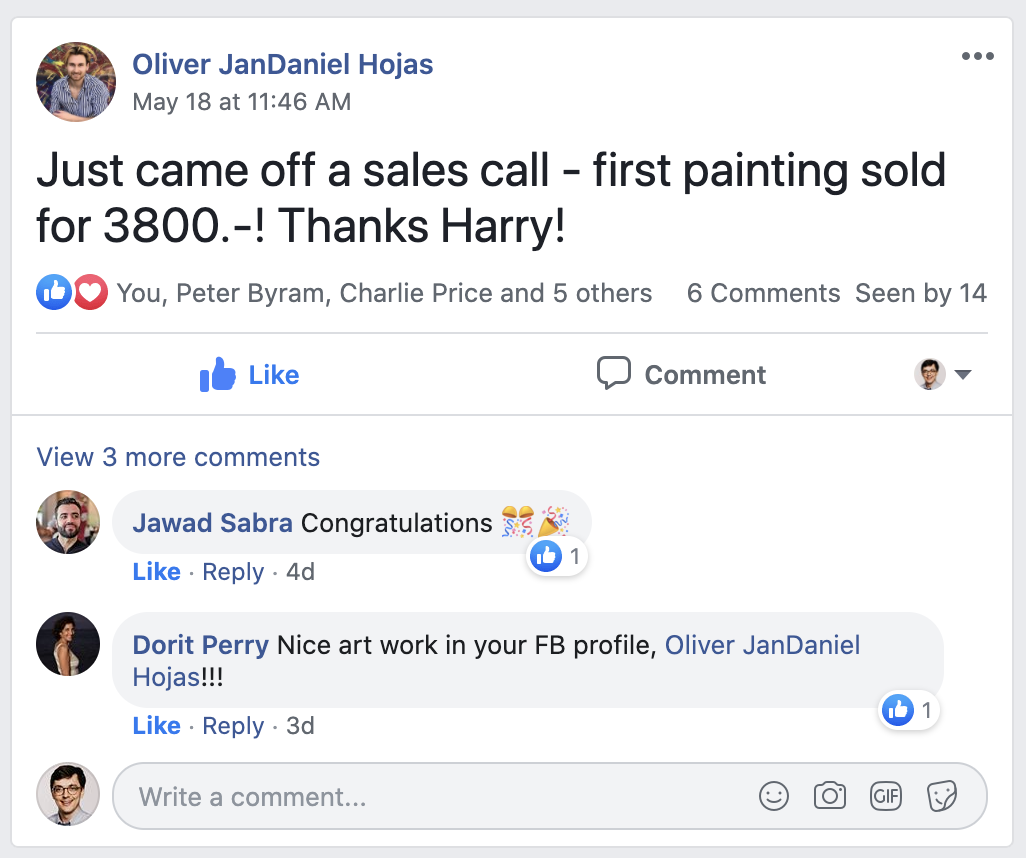 Oliver JanDaniel Hojas
May 18 at 11:46 AM
Just came off a sales call - first painting sold
for 3800.-! Thanks Harry!
You, Peter Byram, Charlie Price and 5 others 6 Comments Seen by 14
Like Comment
View 3 more comments
Jawad Sabra Congratulations 🎊🎉
1
Like · Reply · 4d
Dorit Perry Nice art work in your FB profile, Oliver JanDaniel
Hojas!!!
1
Like · Reply · 3d
Write a comment...
GIF